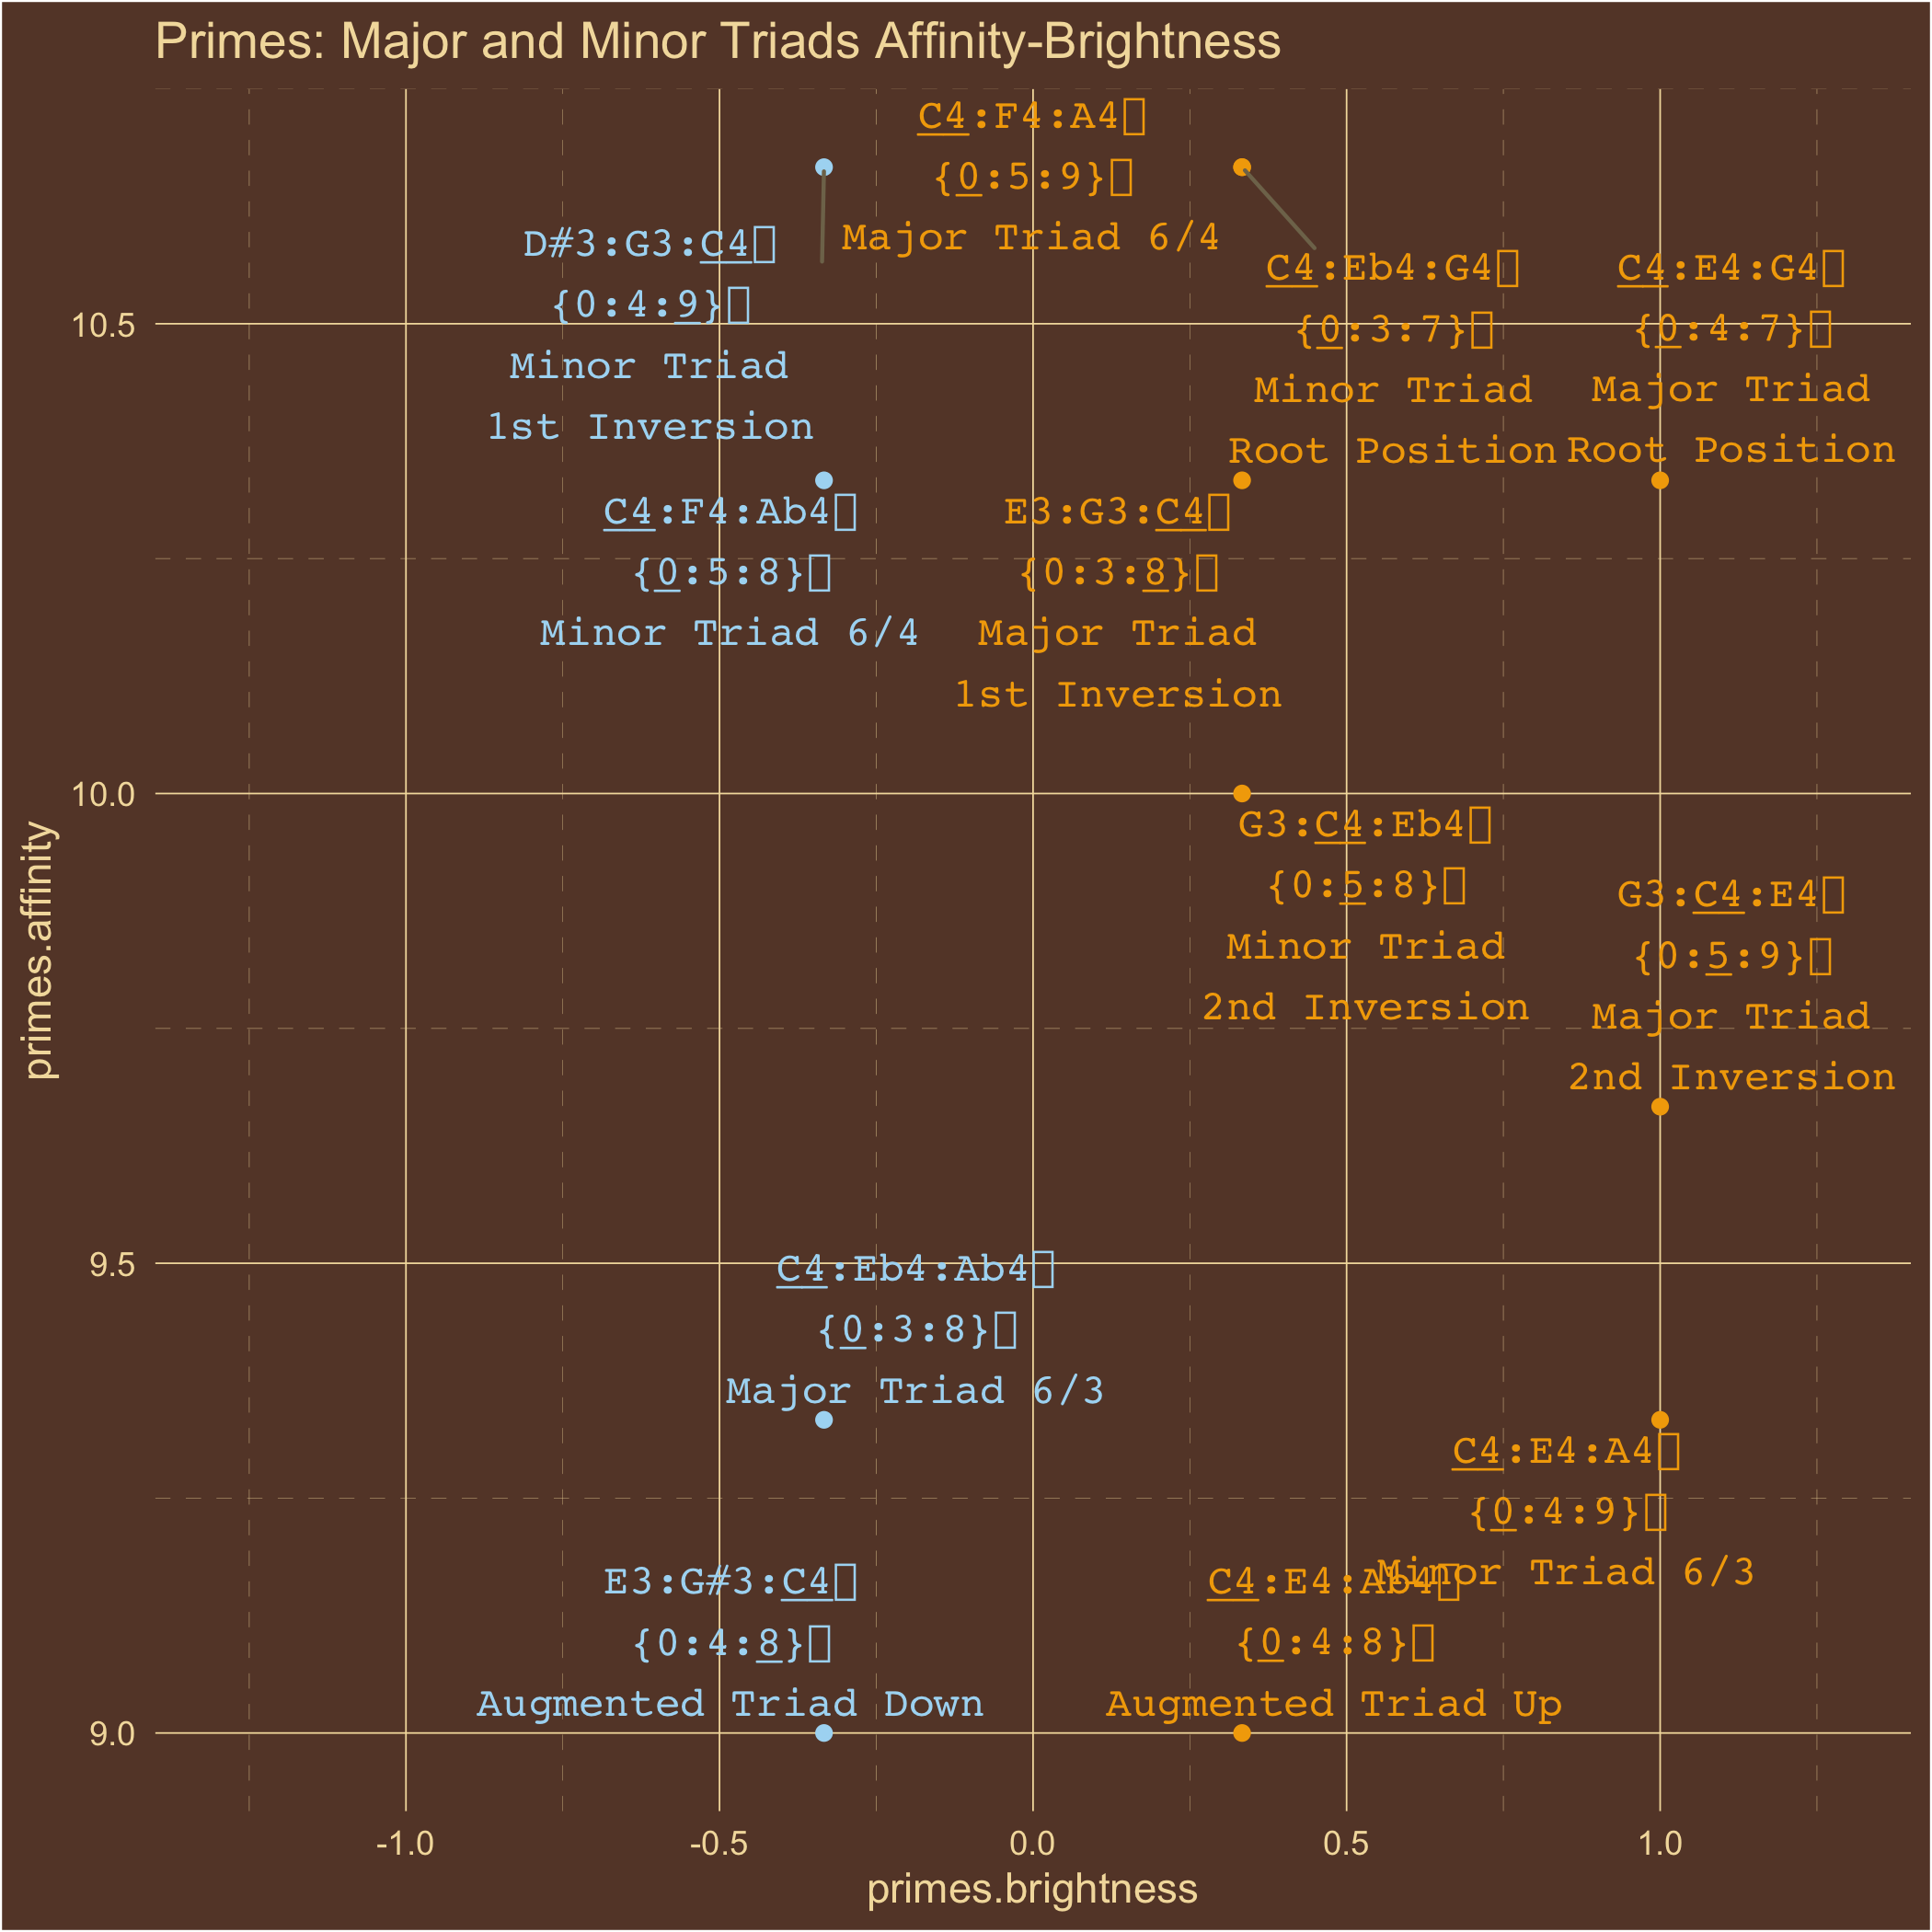 Primes: Major and Minor Triads Affinity-Brightness
C4:F4:A4
{0:5:9}
Major Triad 6/4
D#3:G3:C4
{0:4:9}
Minor Triad
1st Inversion
C4:Eb4:G4
{0:3:7}
Minor Triad
Root Position
C4:E4:G4
{0:4:7}
Major Triad
Root Position
C4:F4:Ab4
{0:5:8}
Minor Triad 6/4
E3:G3:C4
{0:3:8}
Major Triad
1st Inversion
G3:C4:Eb4
{0:5:8}
Minor Triad
2nd Inversion
G3:C4:E4
{0:5:9}
Major Triad
2nd Inversion
C4:Eb4:Ab4
{0:3:8}
Major Triad 6/3
C4:E4:A4
{0:4:9}
Minor Triad 6/3
E3:G#3:C4
{0:4:8}
Augmented Triad Down
C4:E4:Ab4
{0:4:8}
Augmented Triad Up
10.5
10.0
9.5
9.0
primes.affinity
-1.0
-0.5
0.0
0.5
1.0
primes.brightness